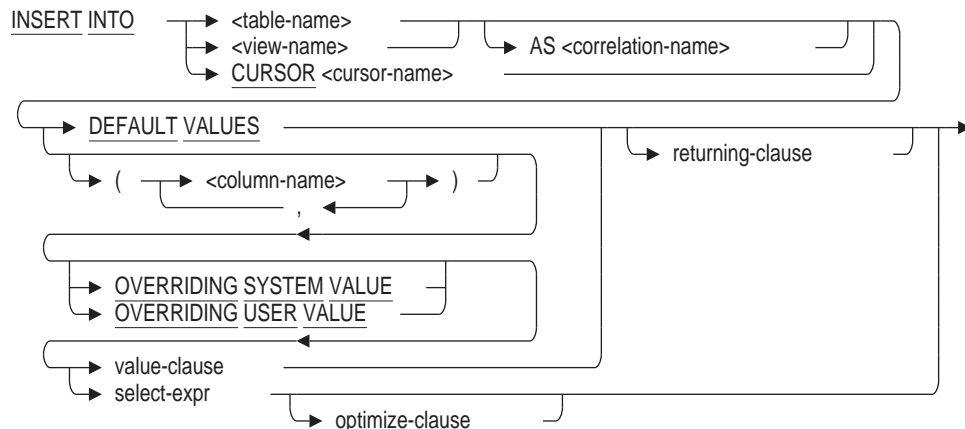 INSERT INTO <table-name>
<view-name> AS <correlation-name>
CURSOR <cursor-name>
DEFAULT VALUES
returning-clause
( <column-name> )
,
OVERRIDING SYSTEM VALUE
OVERRIDING USER VALUE
value-clause
select-expr
optimize-clause